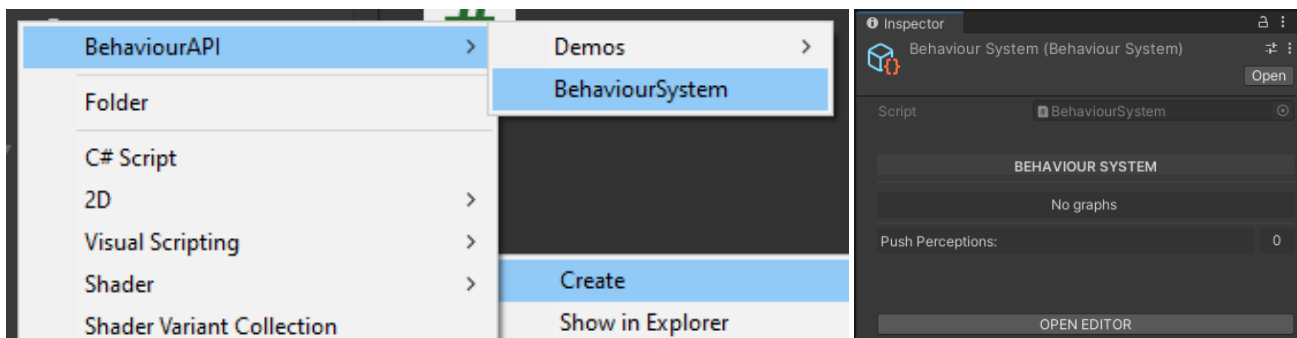 BehaviourAPI >
Folder
C# Script
2D >
Visual Scripting >
Shader >
Shader Variant Collection
Demos >
BehaviourSystem
Create
Show in Explorer
Inspector
Behaviour System (Behaviour System)
Open
Script BehaviourSystem
BEHAVIOUR SYSTEM
No graphs
Push Perceptions: 0
OPEN EDITOR